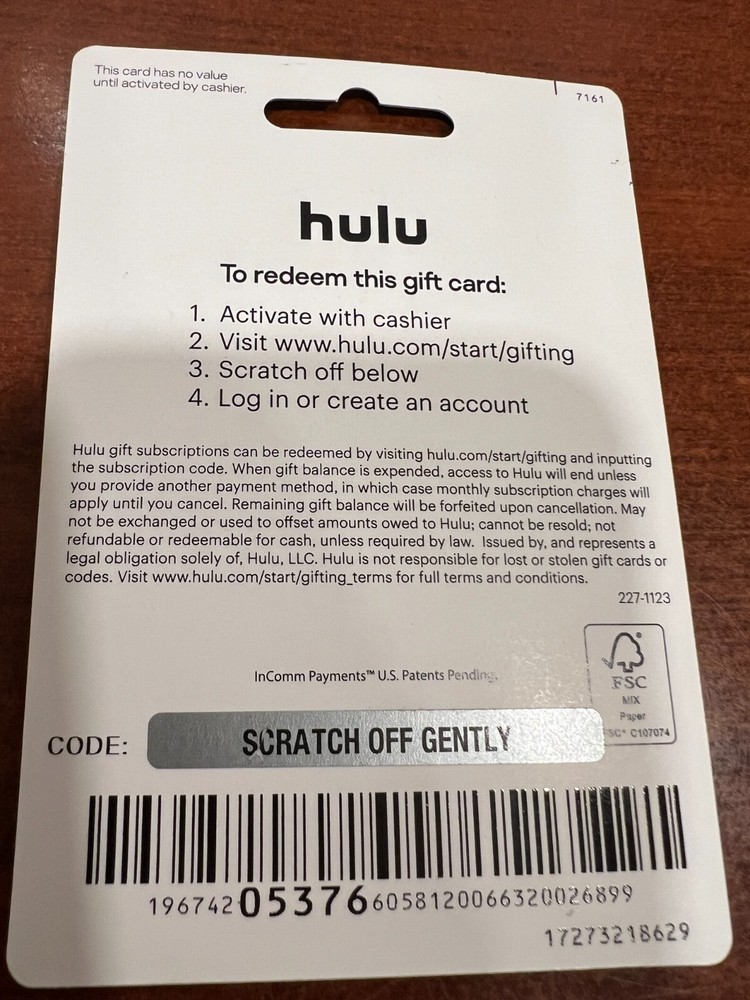 This card has no value
until activated by cashier.
7161
hulu
To redeem this gift card:
1. Activate with cashier
2. Visit www.hulu.com/start/gifting
3. Scratch off below
4. Log in or create an account
Hulu gift subscriptions can be redeemed by visiting hulu.com/start/gifting and inputting
the subscription code. When gift balance is expended, access to Hulu will end unless
you provide another payment method, in which case monthly subscription charges will
apply until you cancel. Remaining gift balance will be forfeited upon cancellation. May
not be exchanged or used to offset amounts owed to Hulu; cannot be resold; not
refundable or redeemable for cash, unless required by law. Issued by, and represents a
legal obligation solely of, Hulu, LLC. Hulu is not responsible for lost or stolen gift cards or
codes. Visit www.hulu.com/start/gifting_terms for full terms and conditions.
227-1123
FSC
MIX
Paper
FSC® C107074
InComm Payments™ U.S. Patents Pending.
CODE: SCRATCH OFF GENTLY
196742053766058120066320026899
17273218629